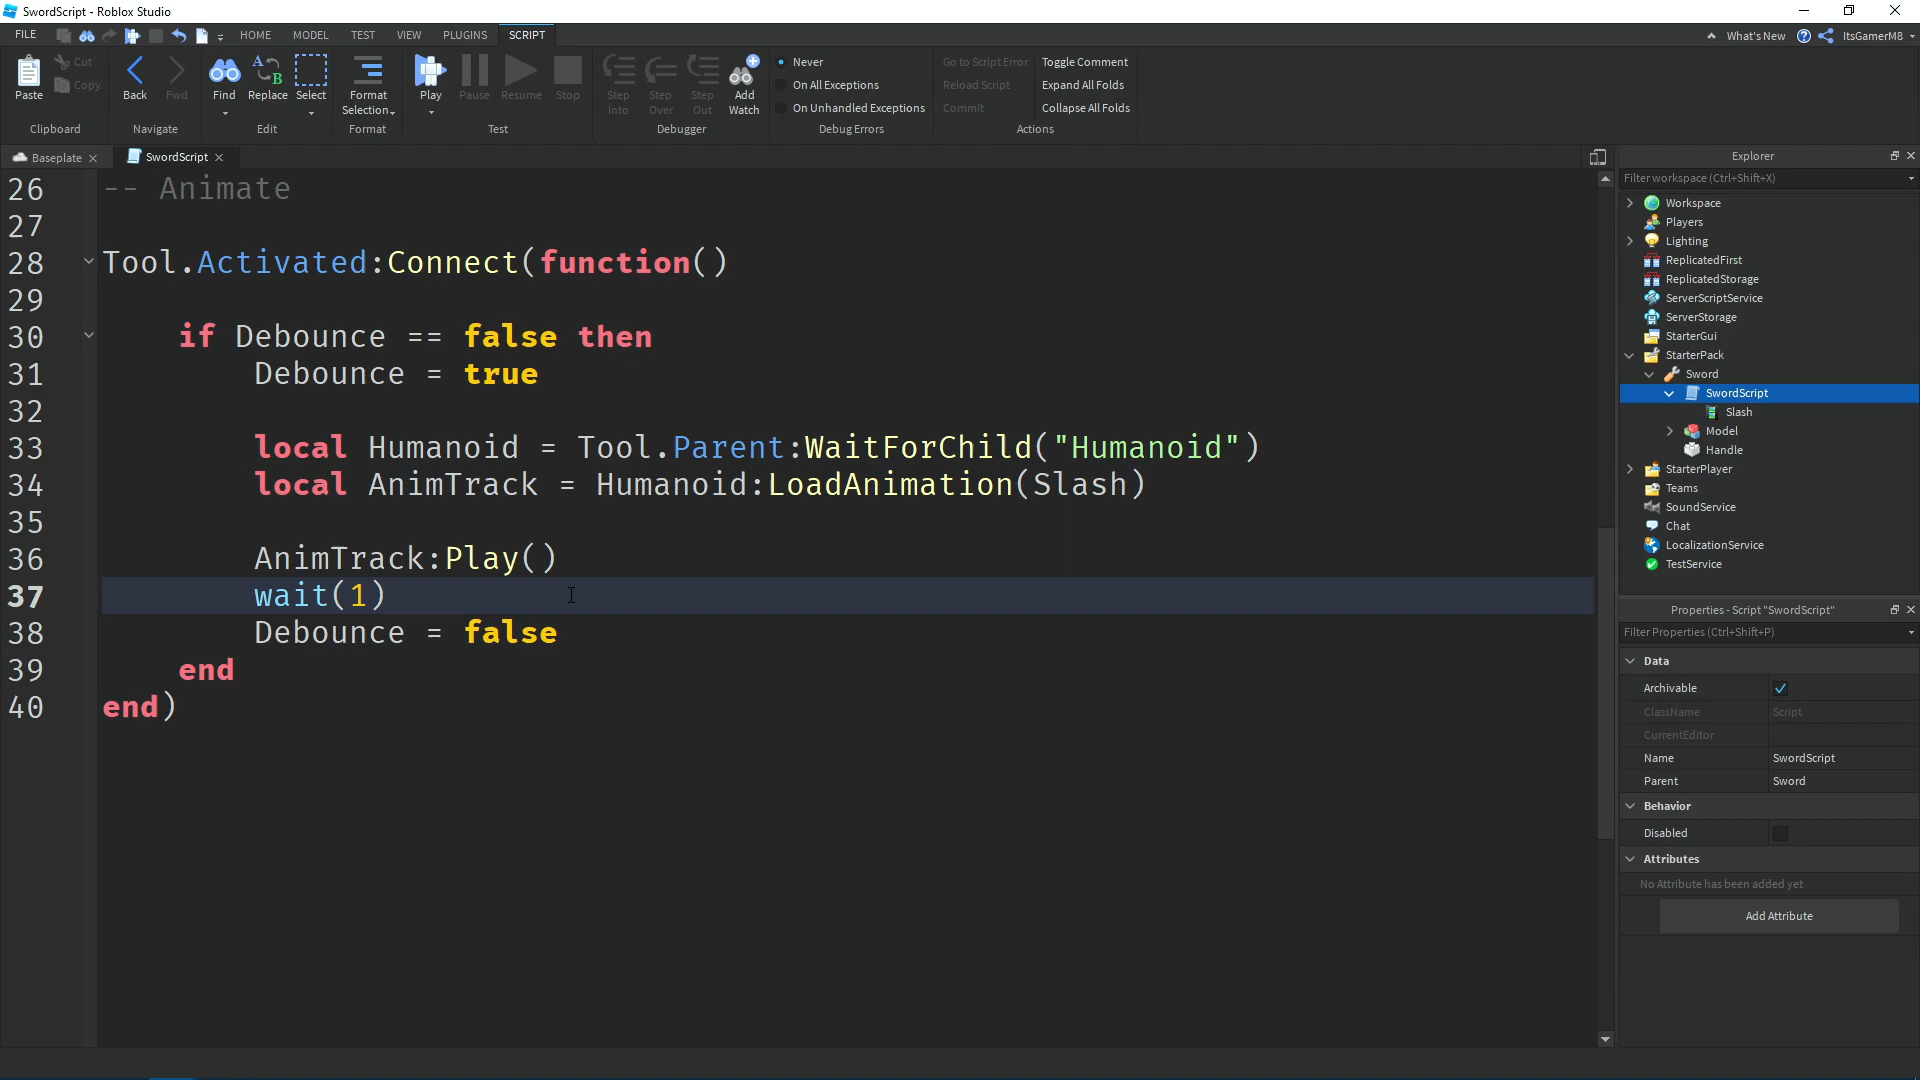 SwordScript - Roblox Studio
FILE HOME MODEL TEST VIEW PLUGINS SCRIPT What's New ItsGamerM8
Paste Cut Copy Clipboard
Back Fwd Navigate
Find Replace Select Edit
Format Selection Format
Play Pause Resume Stop Test
Step Into Step Over Step Out Add Watch Debugger
Never
On All Exceptions
On Unhandled Exceptions
Debug Errors
Go to Script Error Toggle Comment
Reload Script Expand All Folds
Commit Collapse All Folds
Actions
Baseplate SwordScript
26 -- Animate
27
28 Tool.Activated:Connect(function()
29
30 if Debounce == false then
31 Debounce = true
32
33 local Humanoid = Tool.Parent:WaitForChild("Humanoid")
34 local AnimTrack = Humanoid:LoadAnimation(Slash)
35
36 AnimTrack:Play()
37 wait(1)
38 Debounce = false
39 end
40 end)
Explorer
Filter workspace (Ctrl+Shift+X)
Workspace
Players
Lighting
ReplicatedFirst
ReplicatedStorage
ServerScriptService
ServerStorage
StarterGui
StarterPack
Sword
SwordScript
Slash
Model
Handle
StarterPlayer
Teams
SoundService
Chat
LocalizationService
TestService
Properties - Script "SwordScript"
Filter Properties (Ctrl+Shift+P)
Data
Archivable
ClassName Script
CurrentEditor
Name SwordScript
Parent Sword
Behavior
Disabled
Attributes
No Attribute has been added yet
Add Attribute